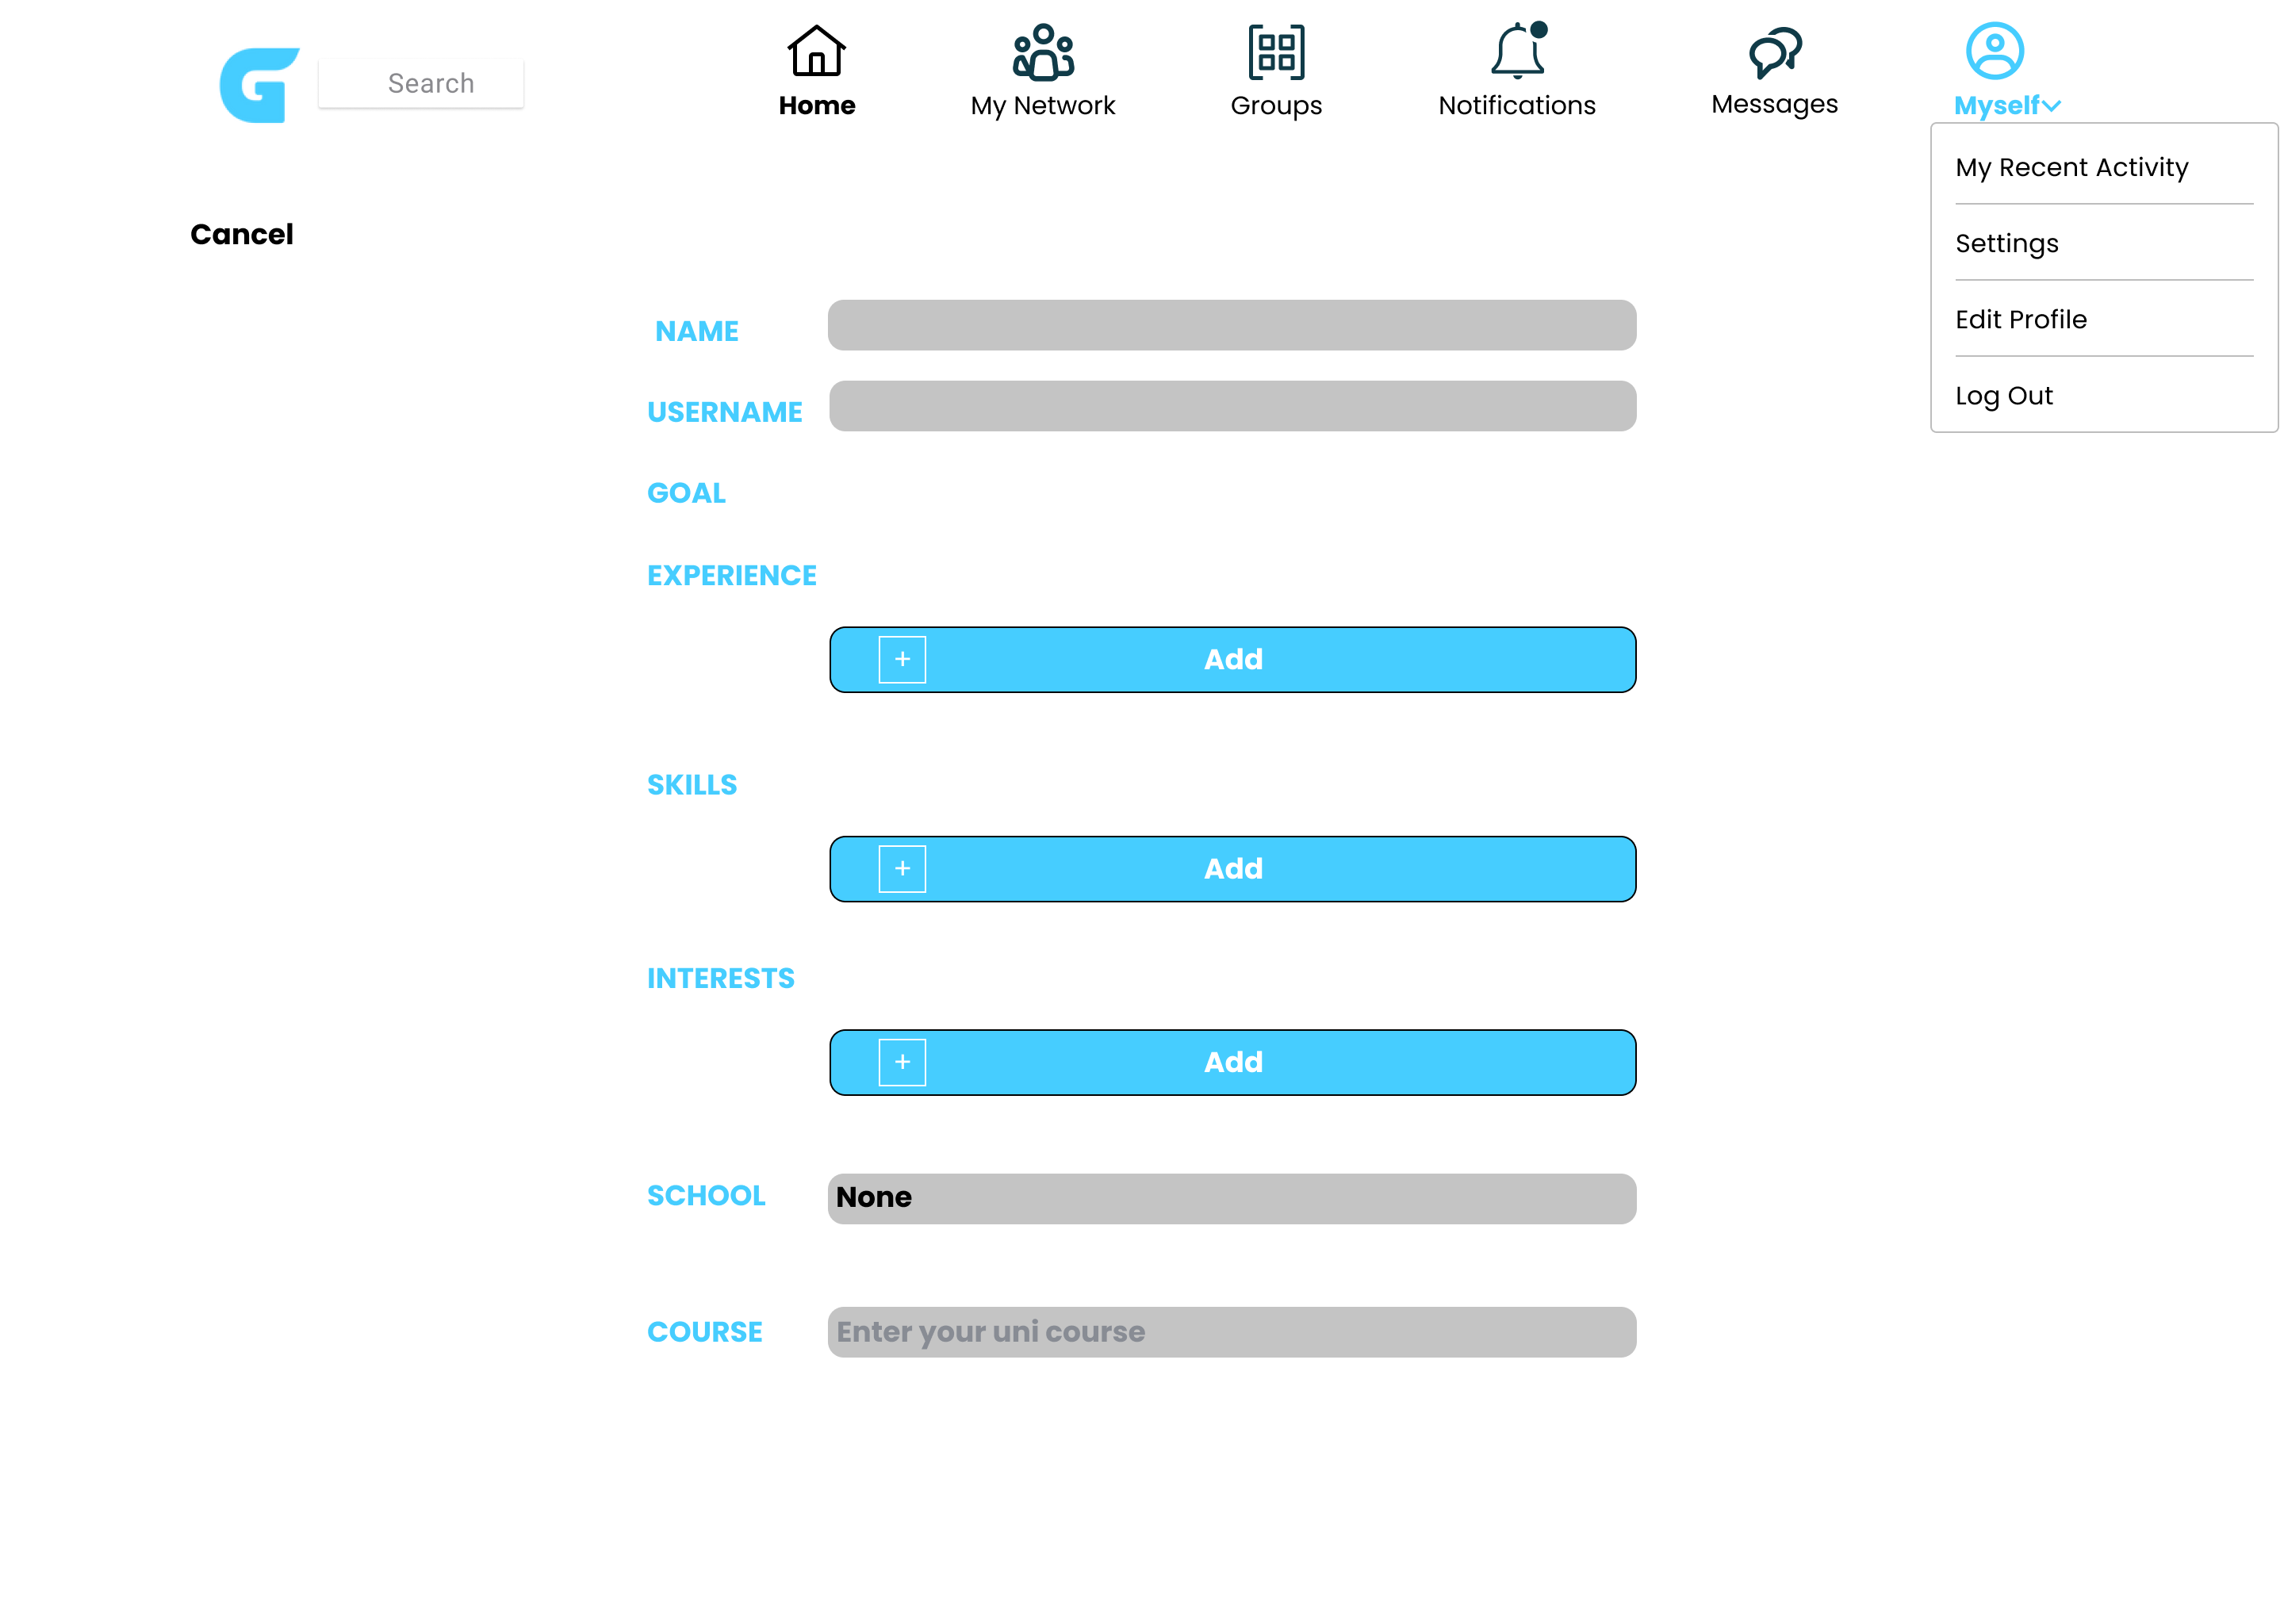 G
Search
Home
My Network
Groups
Notifications
Messages
Myself
My Recent Activity
Settings
Edit Profile
Log Out
Cancel
NAME
USERNAME
GOAL
EXPERIENCE
+ Add
SKILLS
+ Add
INTERESTS
+ Add
SCHOOL None
COURSE Enter your uni course